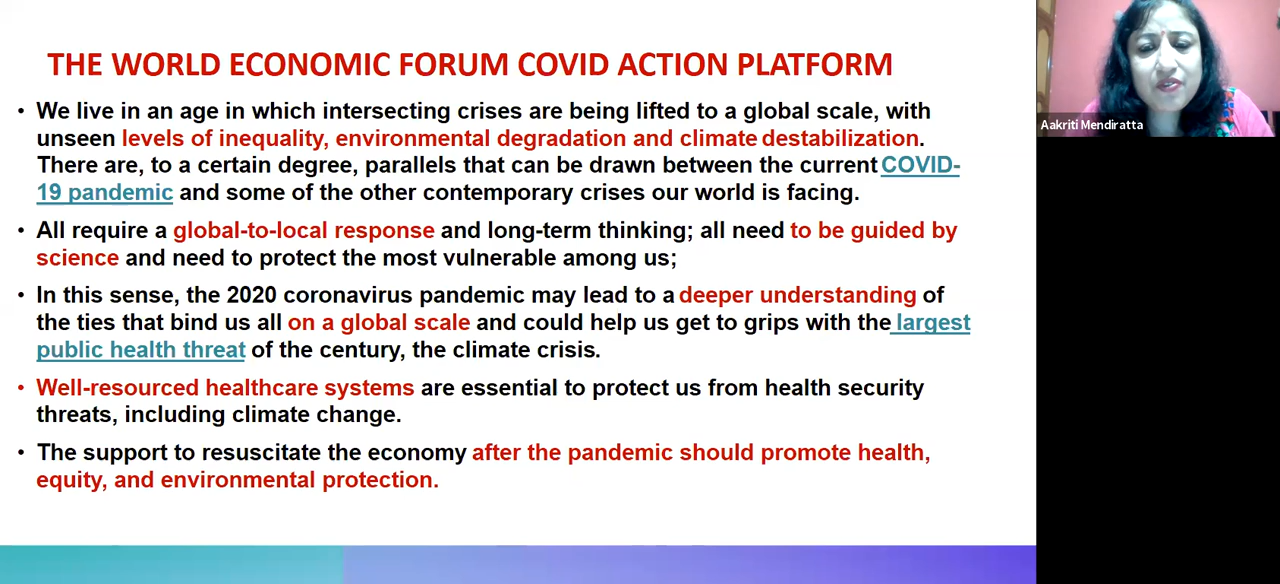 THE WORLD ECONOMIC FORUM COVID ACTION PLATFORM
• We live in an age in which intersecting crises are being lifted to a global scale, with
unseen levels of inequality, environmental degradation and climate destabilization.
There are, to a certain degree, parallels that can be drawn between the current COVID-
19 pandemic and some of the other contemporary crises our world is facing.
• All require a global-to-local response and long-term thinking; all need to be guided by
science and need to protect the most vulnerable among us;
• In this sense, the 2020 coronavirus pandemic may lead to a deeper understanding of
the ties that bind us all on a global scale and could help us get to grips with the largest
public health threat of the century, the climate crisis.
• Well-resourced healthcare systems are essential to protect us from health security
threats, including climate change.
• The support to resuscitate the economy after the pandemic should promote health,
equity, and environmental protection.
Aakriti Mendiratta